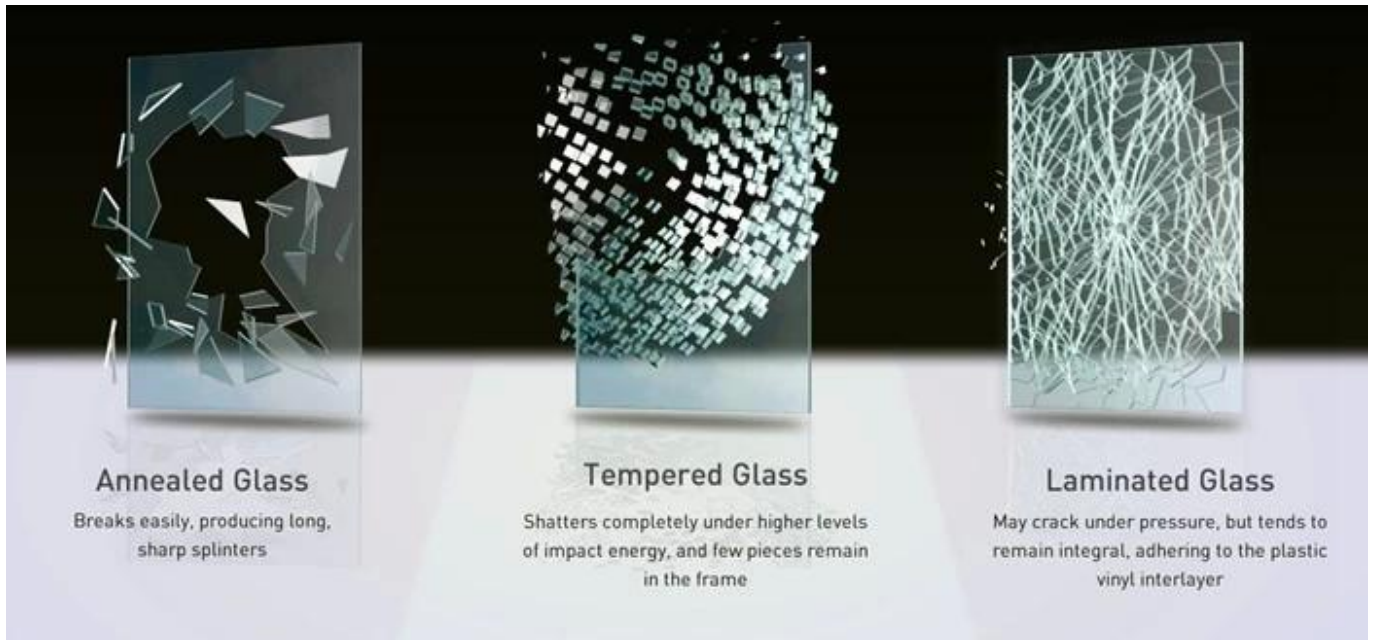 Annealed Glass
Breaks easily, producing long,
sharp splinters
Tempered Glass
Shatters completely under higher levels
of impact energy, and few pieces remain
in the frame
Laminated Glass
May crack under pressure, but tends to
remain integral, adhering to the plastic
vinyl interlayer